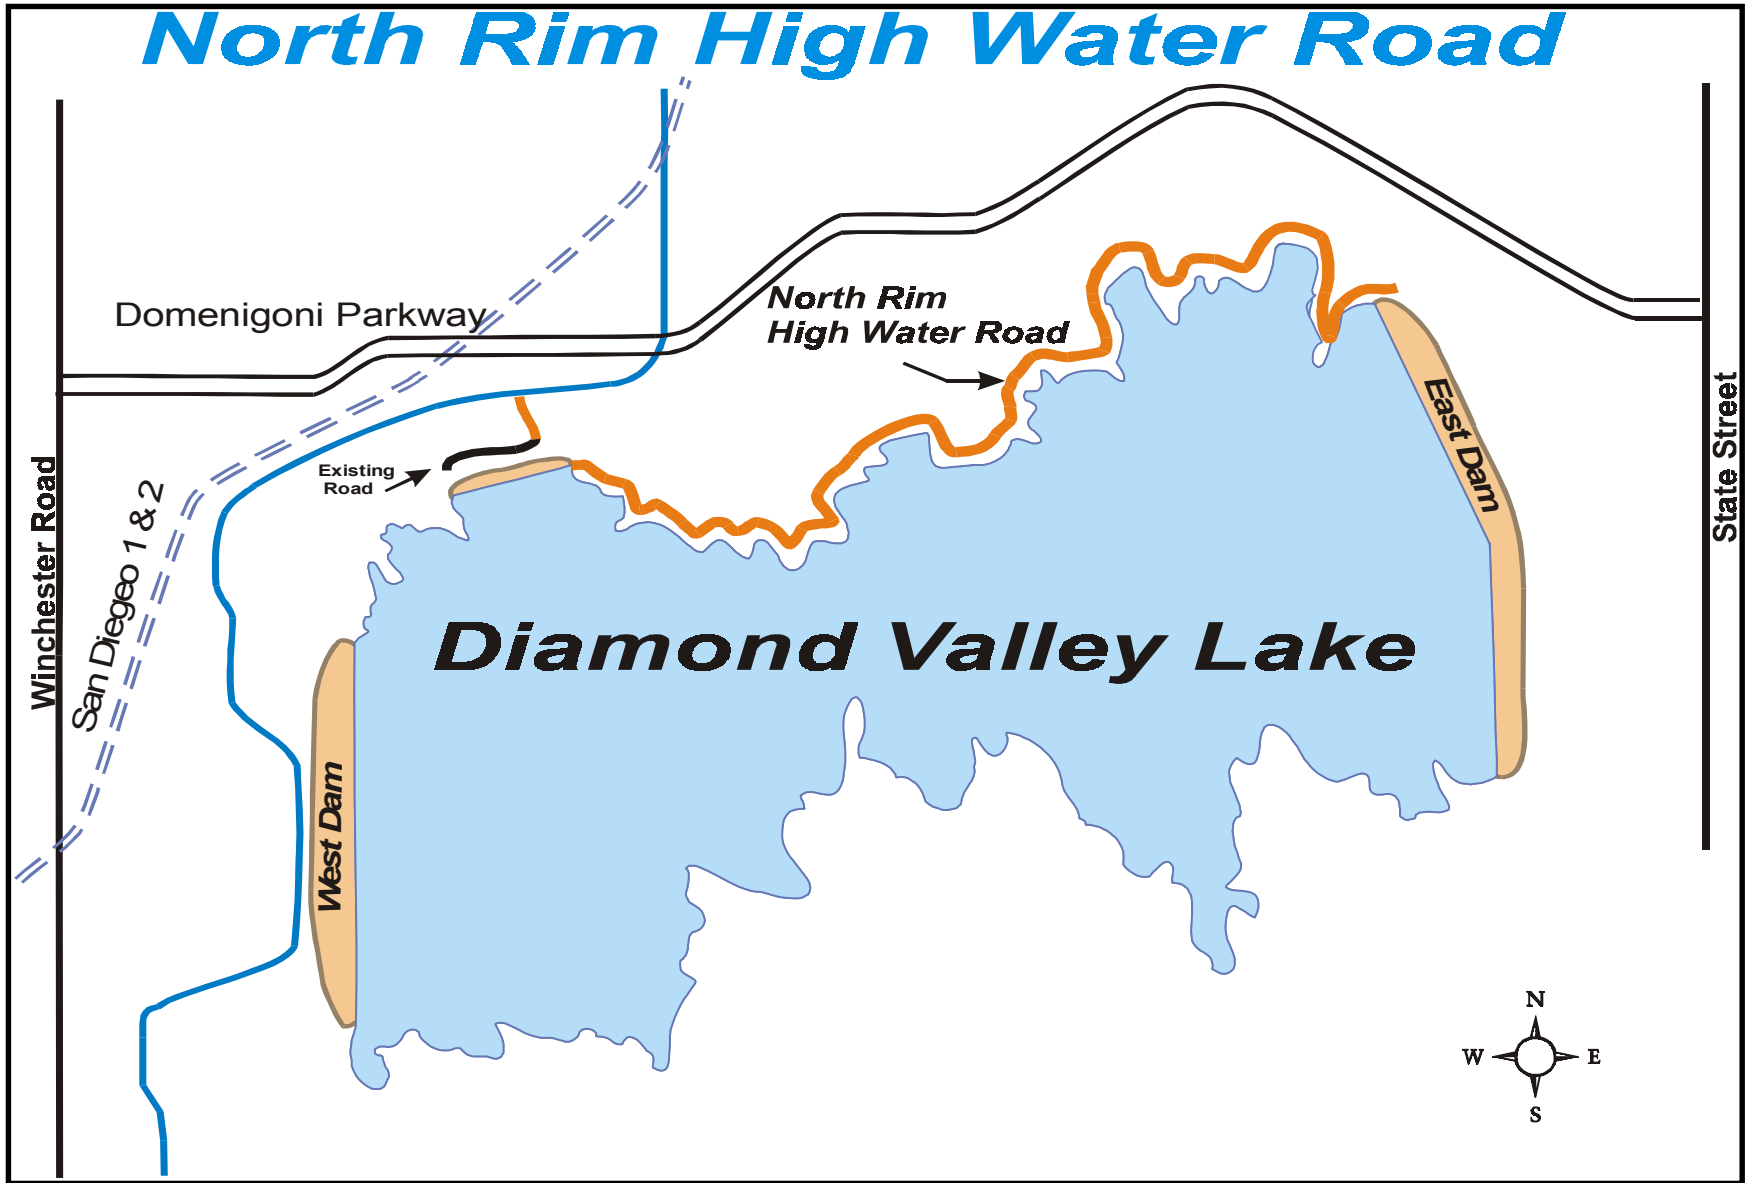 North Rim High Water Road
Domenigoni Parkway
North Rim
High Water Road
Existing
Road
Winchester Road
San Diegeo 1 & 2
East Dam
State Street
Diamond Valley Lake
West Dam
N
W
E
S